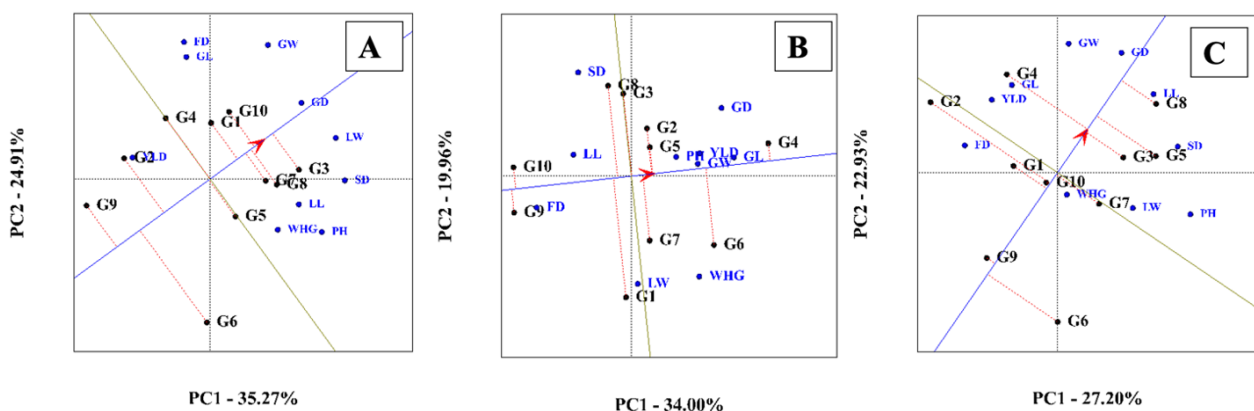 A
FD
GL
GW
GD
G10
G4
G1
LW
G2
YLD
G3
G7
G8
SD
G9
LL
G5
WHG
PH
G6
PC2 - 24.91%
PC1 - 35.27%
B
SD
G8
G3
GD
G2
G4
G5
LL
PH
YLD
GL
GW
G10
FD
G9
G7
G6
WHG
LW
G1
PC2 - 19.96%
PC1 - 34.00%
C
GW
GD
G4
GL
LL
G2
YLD
G8
FD
SD
G3
G5
G1
G10
WHG
G7
LW
PH
G9
G6
PC2 - 22.93%
PC1 - 27.20%